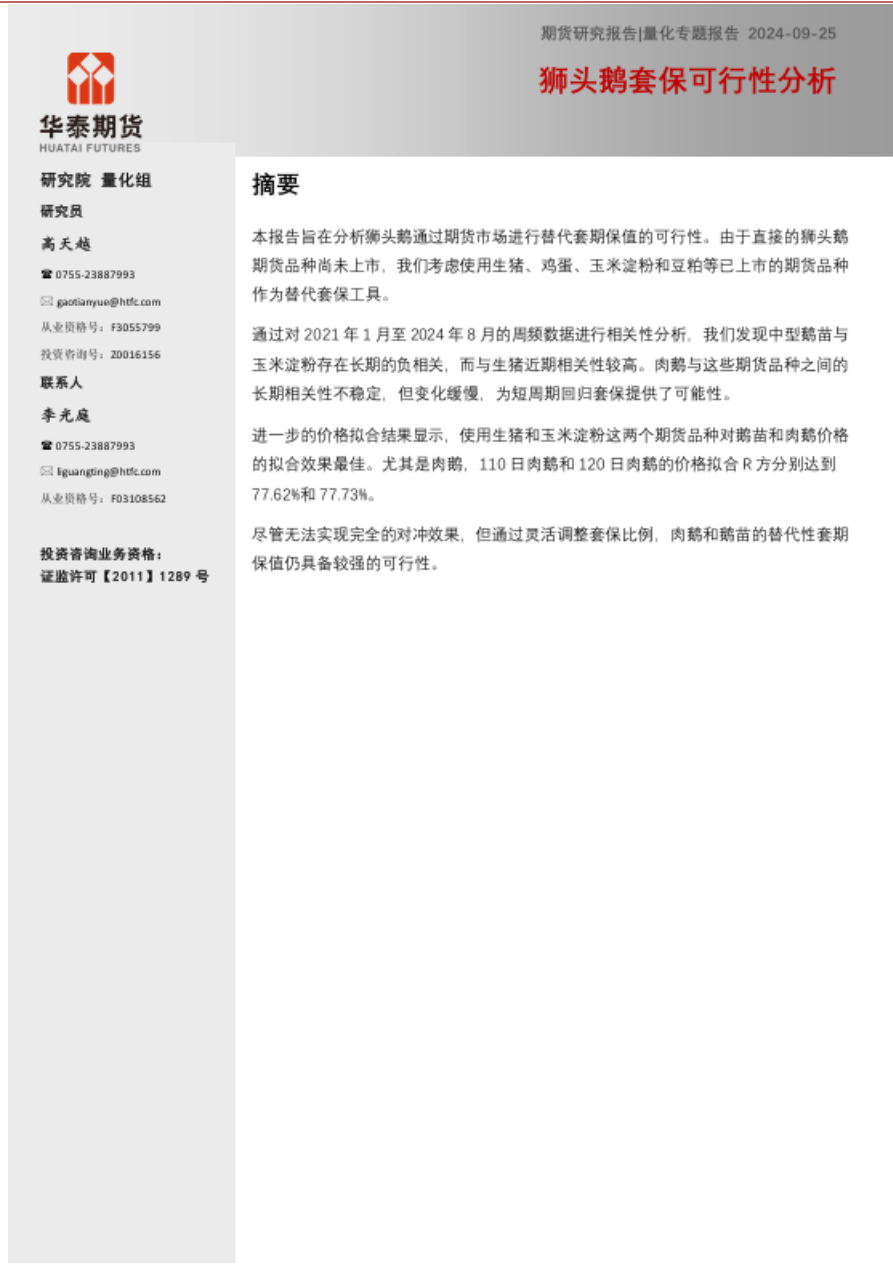 期货研究报告|量化专题报告 2024-09-25
狮头鹅套保可行性分析
华泰期货
HUATAI FUTURES
研究院 量化组
研究员
高天越
☎ 0755-23887993
✉ gaotianyue@htfc.com
从业资格号：F3055799
投资咨询号：Z0016156
联系人
李光庭
☎ 0755-23887993
✉ liguangting@htfc.com
从业资格号：F03108562
投资咨询业务资格：
证监许可【2011】1289 号
摘要
本报告旨在分析狮头鹅通过期货市场进行替代套期保值的可行性。由于直接的狮头鹅
期货品种尚未上市，我们考虑使用生猪、鸡蛋、玉米淀粉和豆粕等已上市的期货品种
作为替代套保工具。
通过对 2021 年 1 月至 2024 年 8 月的周频数据进行相关性分析，我们发现中型鹅苗与
玉米淀粉存在长期的负相关，而与生猪近期相关性较高。肉鹅与这些期货品种之间的
长期相关性不稳定，但变化缓慢，为短周期回归套保提供了可能性。
进一步的价格拟合结果显示，使用生猪和玉米淀粉这两个期货品种对鹅苗和肉鹅价格
的拟合效果最佳。尤其是肉鹅，110 日肉鹅和 120 日肉鹅的价格拟合 R 方分别达到
77.62%和 77.73%。
尽管无法实现完全的对冲效果，但通过灵活调整套保比例，肉鹅和鹅苗的替代性套期
保值仍具备较强的可行性。